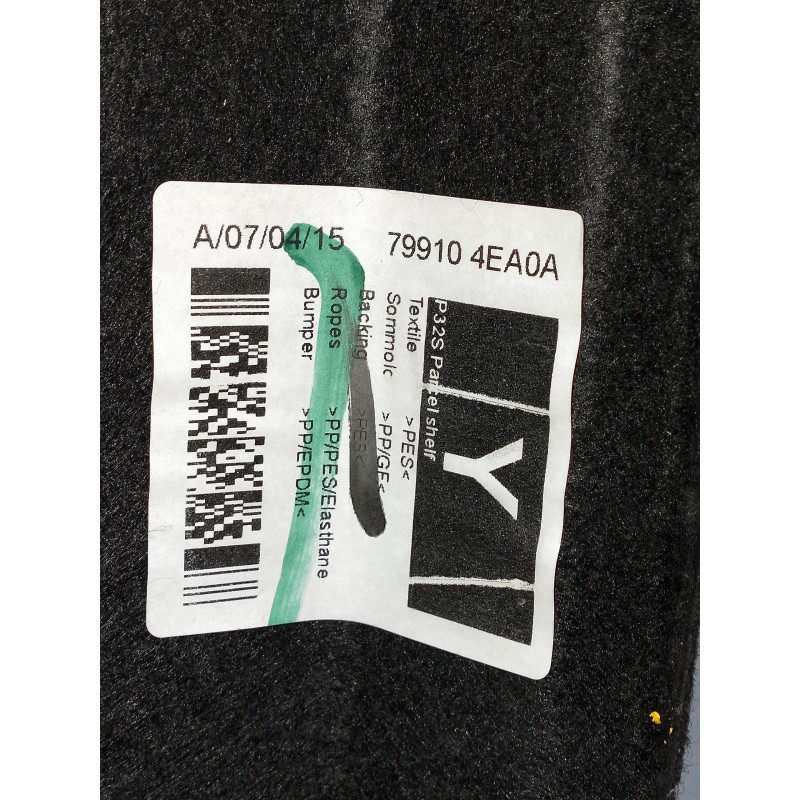 A/07/04/15 79910 4EA0A
P32S Parcel shelf
Y
Textile >PES<
Sommolc >PP/GF<
Backing >PES<
Ropes >PP/PES/Elasthane
Bumper >PP/EPDM<